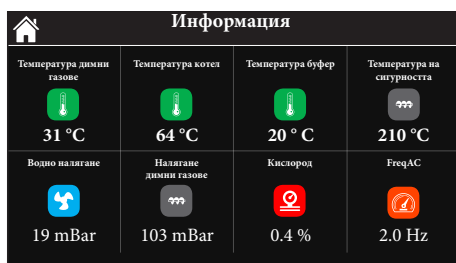 Информация
Температура димни
газове
31 °C
Температура котел
64 °C
Температура буфер
20 ° C
Температура на
сигурността
210 °C
Водно налягане
19 mBar
Налягане
димни газове
103 mBar
Кислород
0.4 %
FreqAC
2.0 Hz